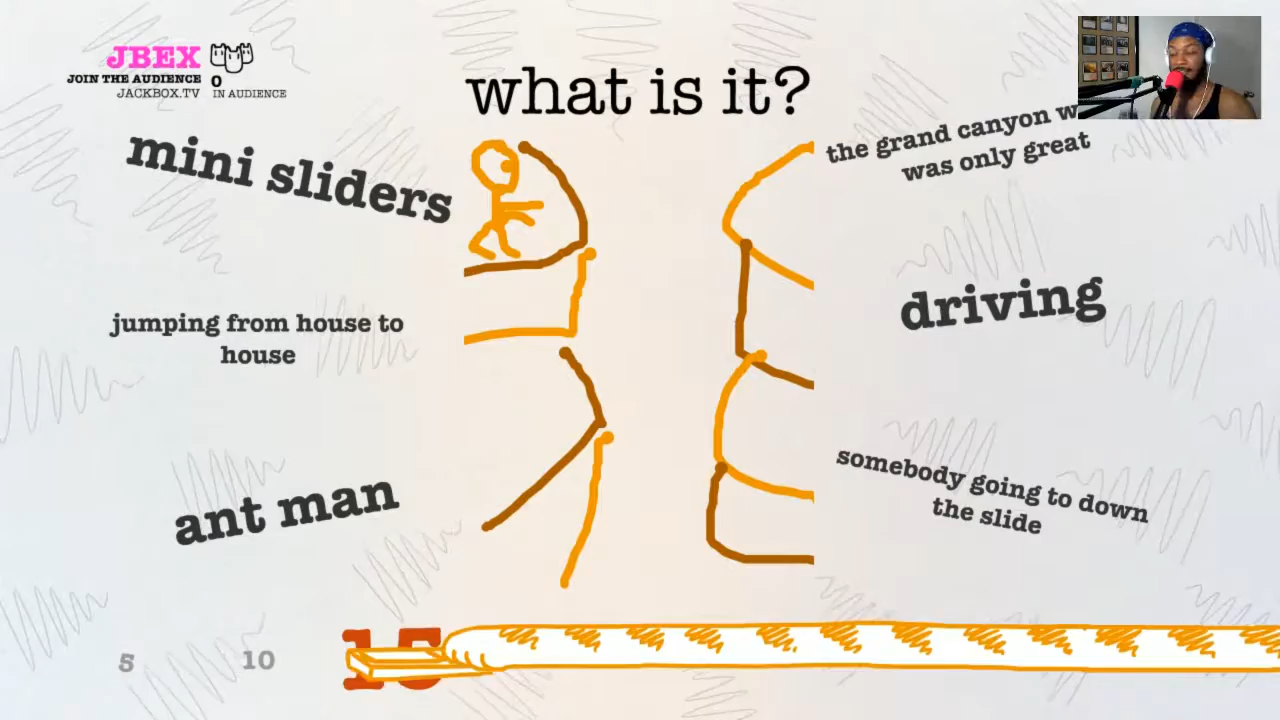 JBEX
JOIN THE AUDIENCE
JACKBOX.TV
0
IN AUDIENCE
what is it?
mini sliders
the grand canyon
was only great
jumping from house to
house
driving
ant man
somebody going to down
the slide
5
10
15